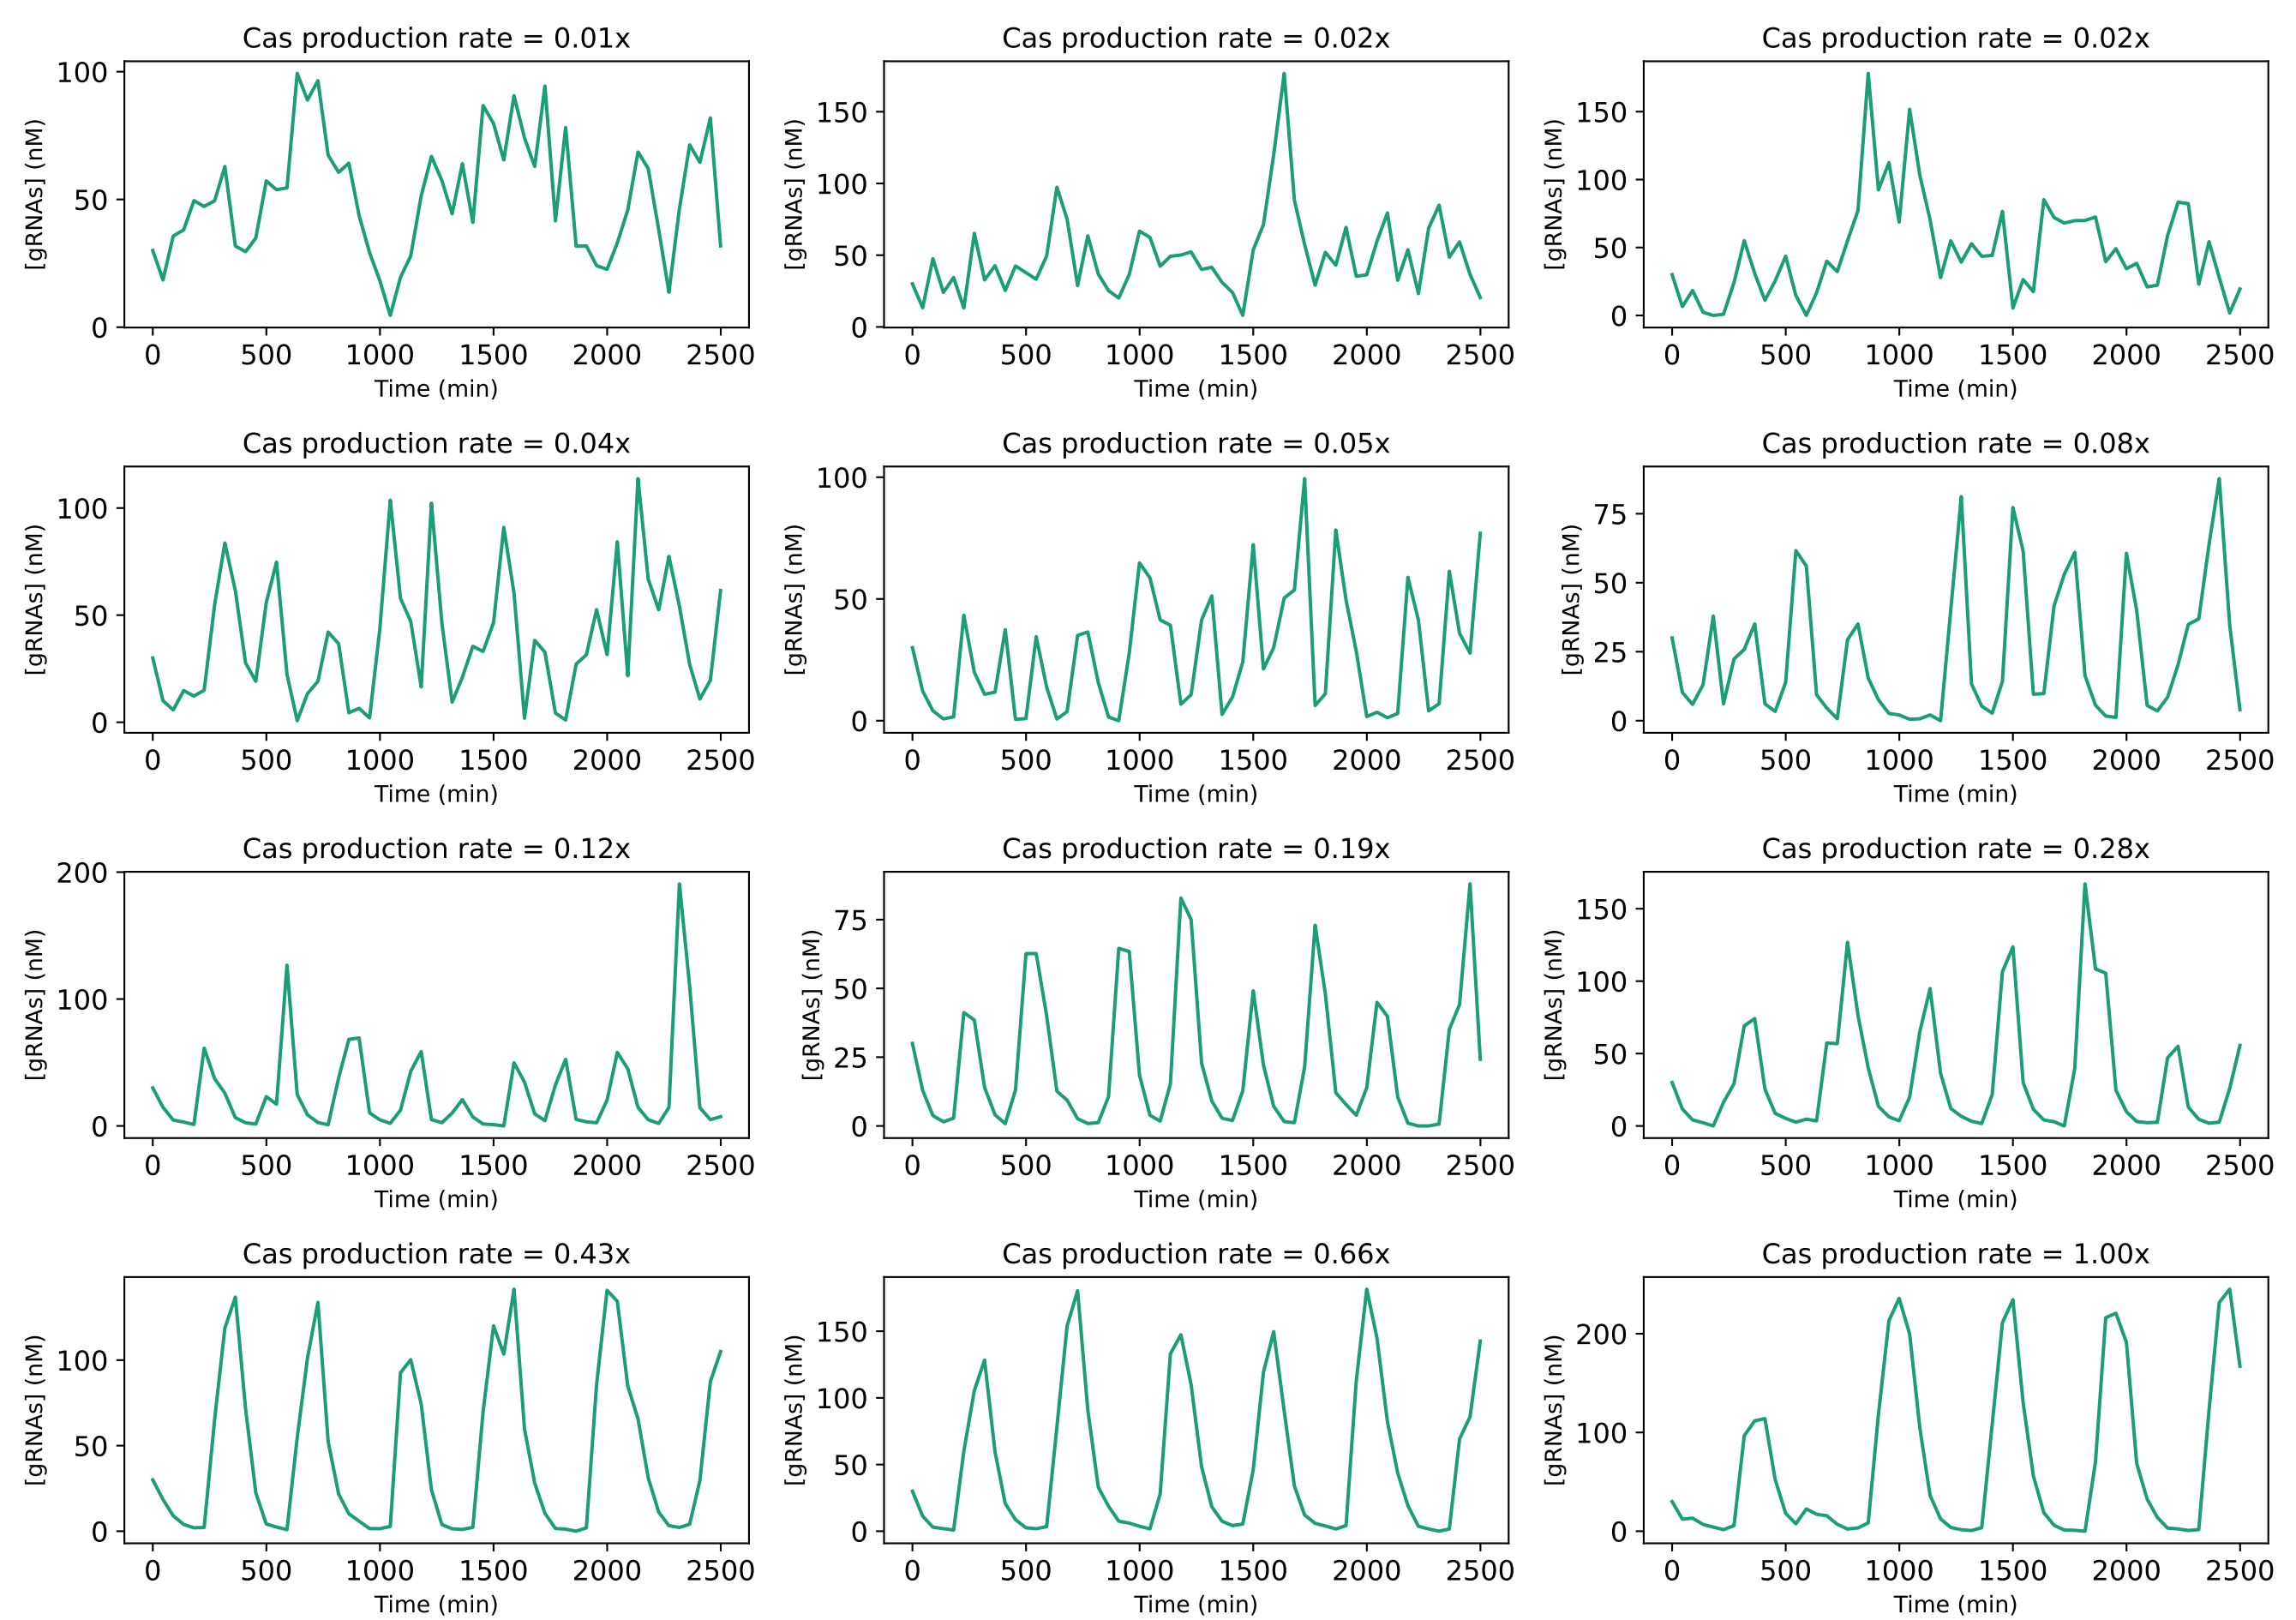 Cas production rate = 0.01x
[gRNAs] (nM)
100
50
0
0 500 1000 1500 2000 2500
Time (min)
Cas production rate = 0.02x
[gRNAs] (nM)
150
100
50
0
0 500 1000 1500 2000 2500
Time (min)
Cas production rate = 0.02x
[gRNAs] (nM)
150
100
50
0
0 500 1000 1500 2000 2500
Time (min)
Cas production rate = 0.04x
[gRNAs] (nM)
100
50
0
0 500 1000 1500 2000 2500
Time (min)
Cas production rate = 0.05x
[gRNAs] (nM)
100
50
0
0 500 1000 1500 2000 2500
Time (min)
Cas production rate = 0.08x
[gRNAs] (nM)
75
50
25
0
0 500 1000 1500 2000 2500
Time (min)
Cas production rate = 0.12x
[gRNAs] (nM)
200
100
0
0 500 1000 1500 2000 2500
Time (min)
Cas production rate = 0.19x
[gRNAs] (nM)
75
50
25
0
0 500 1000 1500 2000 2500
Time (min)
Cas production rate = 0.28x
[gRNAs] (nM)
150
100
50
0
0 500 1000 1500 2000 2500
Time (min)
Cas production rate = 0.43x
[gRNAs] (nM)
100
50
0
0 500 1000 1500 2000 2500
Time (min)
Cas production rate = 0.66x
[gRNAs] (nM)
150
100
50
0
0 500 1000 1500 2000 2500
Time (min)
Cas production rate = 1.00x
[gRNAs] (nM)
200
100
0
0 500 1000 1500 2000 2500
Time (min)